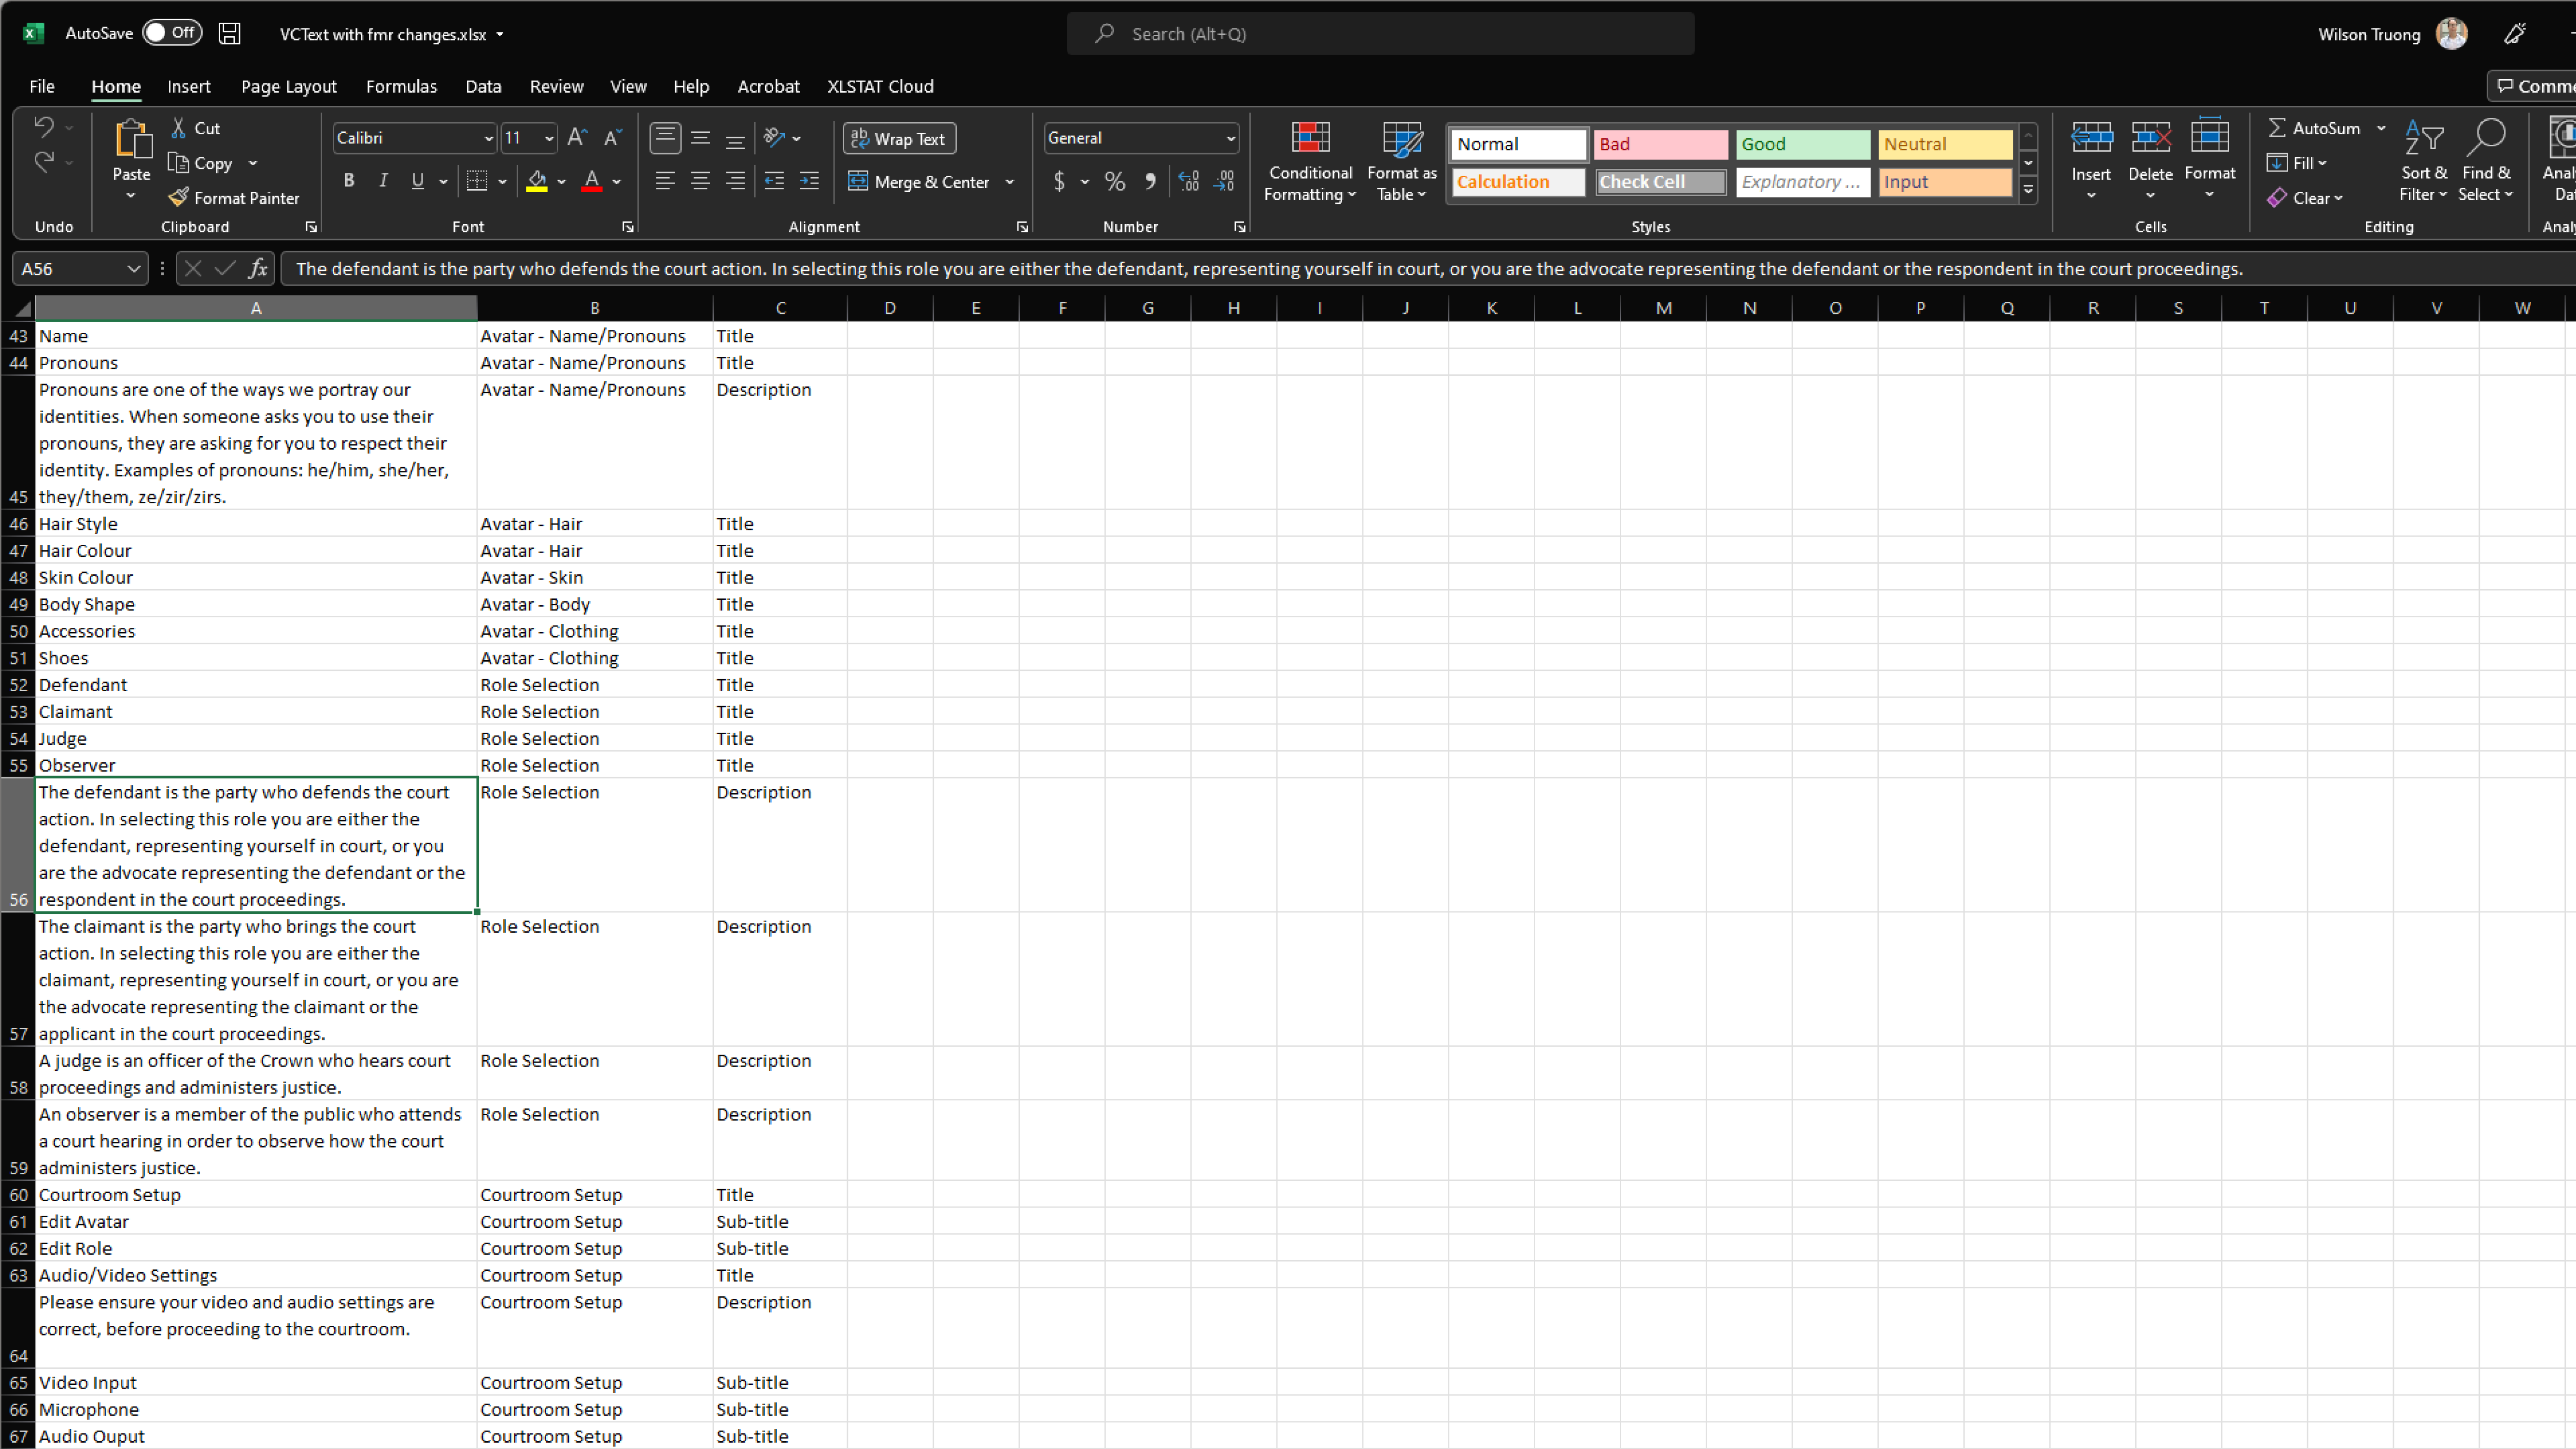 AutoSave Off VCText with fmr changes.xlsx Search (Alt+Q) Wilson Truong
File Home Insert Page Layout Formulas Data Review View Help Acrobat XLSTAT Cloud
Paste Cut Copy Format Painter
Calibri 11
B I U A
ab Wrap Text
Merge & Center
General
$ % 9
Conditional Formatting Format as Table
Normal Bad Good Neutral
Calculation Check Cell Explanatory ... Input
Insert Delete Format
AutoSum Fill Clear
Sort & Filter Find & Select
Undo Clipboard Font Alignment Number Styles Cells Editing
A56 fx The defendant is the party who defends the court action. In selecting this role you are either the defendant, representing yourself in court, or you are the advocate representing the defendant or the respondent in the court proceedings.
A B C D E F G H I J K L M N O P Q R S T U V W
43 Name Avatar - Name/Pronouns Title
44 Pronouns Avatar - Name/Pronouns Title
Pronouns are one of the ways we portray our Avatar - Name/Pronouns Description
identities. When someone asks you to use their
pronouns, they are asking for you to respect their
identity. Examples of pronouns: he/him, she/her,
45 they/them, ze/zir/zirs.
46 Hair Style Avatar - Hair Title
47 Hair Colour Avatar - Hair Title
48 Skin Colour Avatar - Skin Title
49 Body Shape Avatar - Body Title
50 Accessories Avatar - Clothing Title
51 Shoes Avatar - Clothing Title
52 Defendant Role Selection Title
53 Claimant Role Selection Title
54 Judge Role Selection Title
55 Observer Role Selection Title
The defendant is the party who defends the court Role Selection Description
action. In selecting this role you are either the
defendant, representing yourself in court, or you
are the advocate representing the defendant or the
56 respondent in the court proceedings.
The claimant is the party who brings the court Role Selection Description
action. In selecting this role you are either the
claimant, representing yourself in court, or you are
the advocate representing the claimant or the
57 applicant in the court proceedings.
A judge is an officer of the Crown who hears court Role Selection Description
58 proceedings and administers justice.
An observer is a member of the public who attends Role Selection Description
a court hearing in order to observe how the court
59 administers justice.
60 Courtroom Setup Courtroom Setup Title
61 Edit Avatar Courtroom Setup Sub-title
62 Edit Role Courtroom Setup Sub-title
63 Audio/Video Settings Courtroom Setup Title
Please ensure your video and audio settings are Courtroom Setup Description
correct, before proceeding to the courtroom.
64
65 Video Input Courtroom Setup Sub-title
66 Microphone Courtroom Setup Sub-title
67 Audio Ouput Courtroom Setup Sub-title